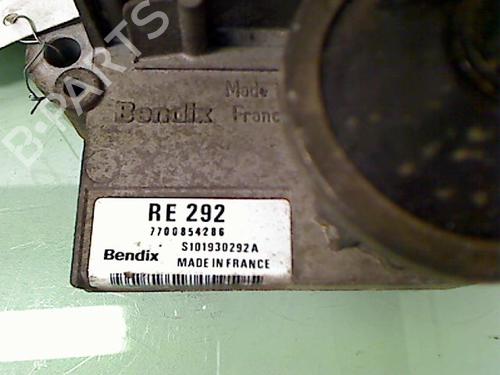 B-PARTS
Made
Bendix Franc
RE 292
7700854286
S101930292A
Bendix MADE IN FRANCE